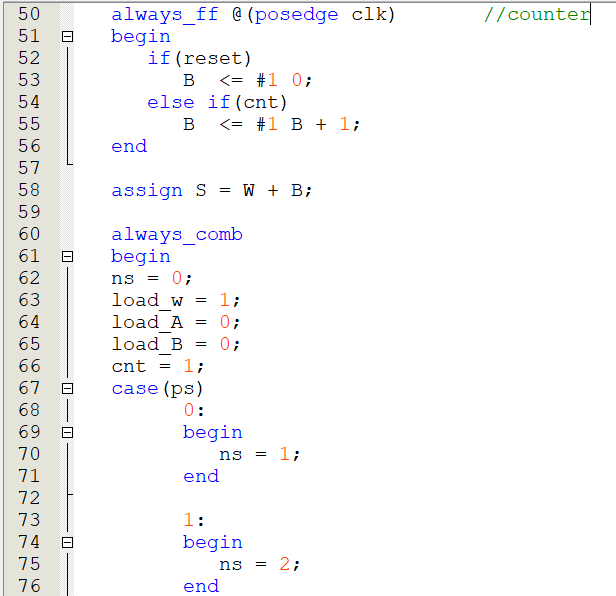 50 always_ff @(posedge clk) //counter
51 begin
52 if(reset)
53 B <= #1 0;
54 else if(cnt)
55 B <= #1 B + 1;
56 end
57
58 assign S = W + B;
59
60 always_comb
61 begin
62 ns = 0;
63 load_w = 1;
64 load_A = 0;
65 load_B = 0;
66 cnt = 1;
67 case(ps)
68 0:
69 begin
70 ns = 1;
71 end
72
73 1:
74 begin
75 ns = 2;
76 end